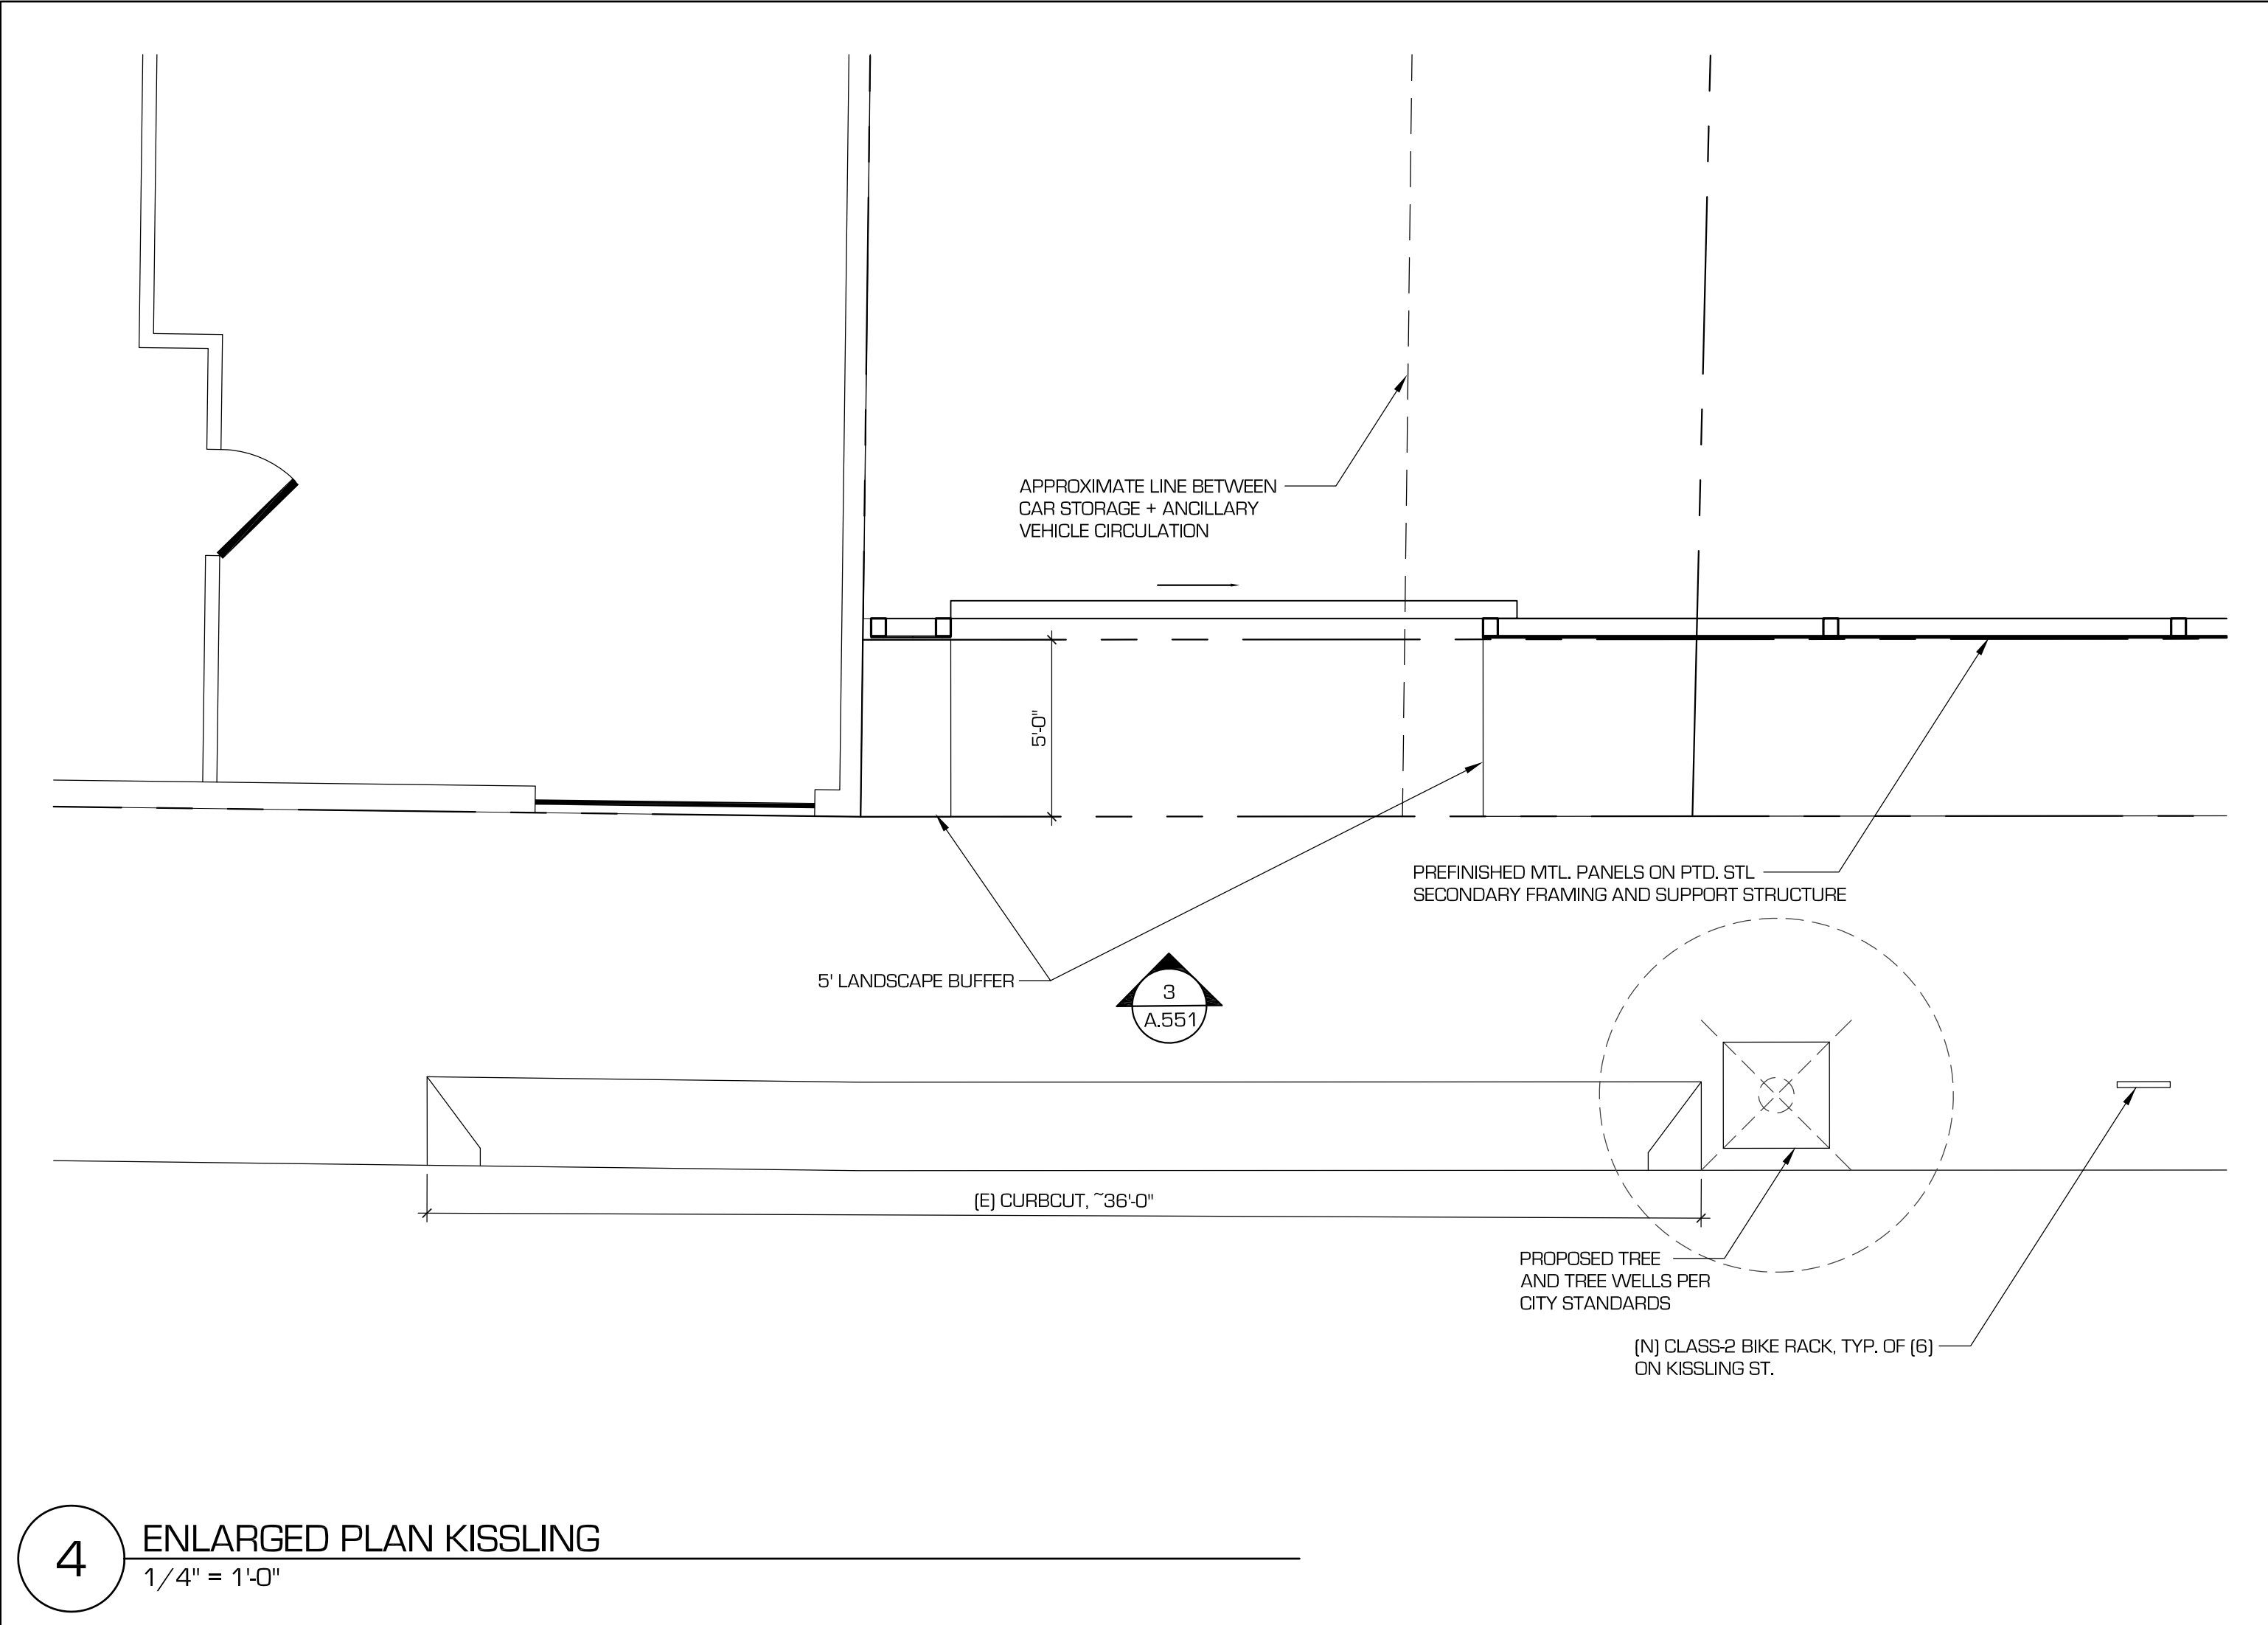 APPROXIMATE LINE BETWEEN
CAR STORAGE + ANCILLARY
VEHICLE CIRCULATION
5'-0"
PREFINISHED MTL. PANELS ON PTD. STL
SECONDARY FRAMING AND SUPPORT STRUCTURE
5' LANDSCAPE BUFFER
3
A.551
(E) CURBCUT, ~36'-0"
PROPOSED TREE
AND TREE WELLS PER
CITY STANDARDS
(N) CLASS-2 BIKE RACK, TYP. OF (6)
ON KISSLING ST.
4
ENLARGED PLAN KISSLING
1/4" = 1'-0"